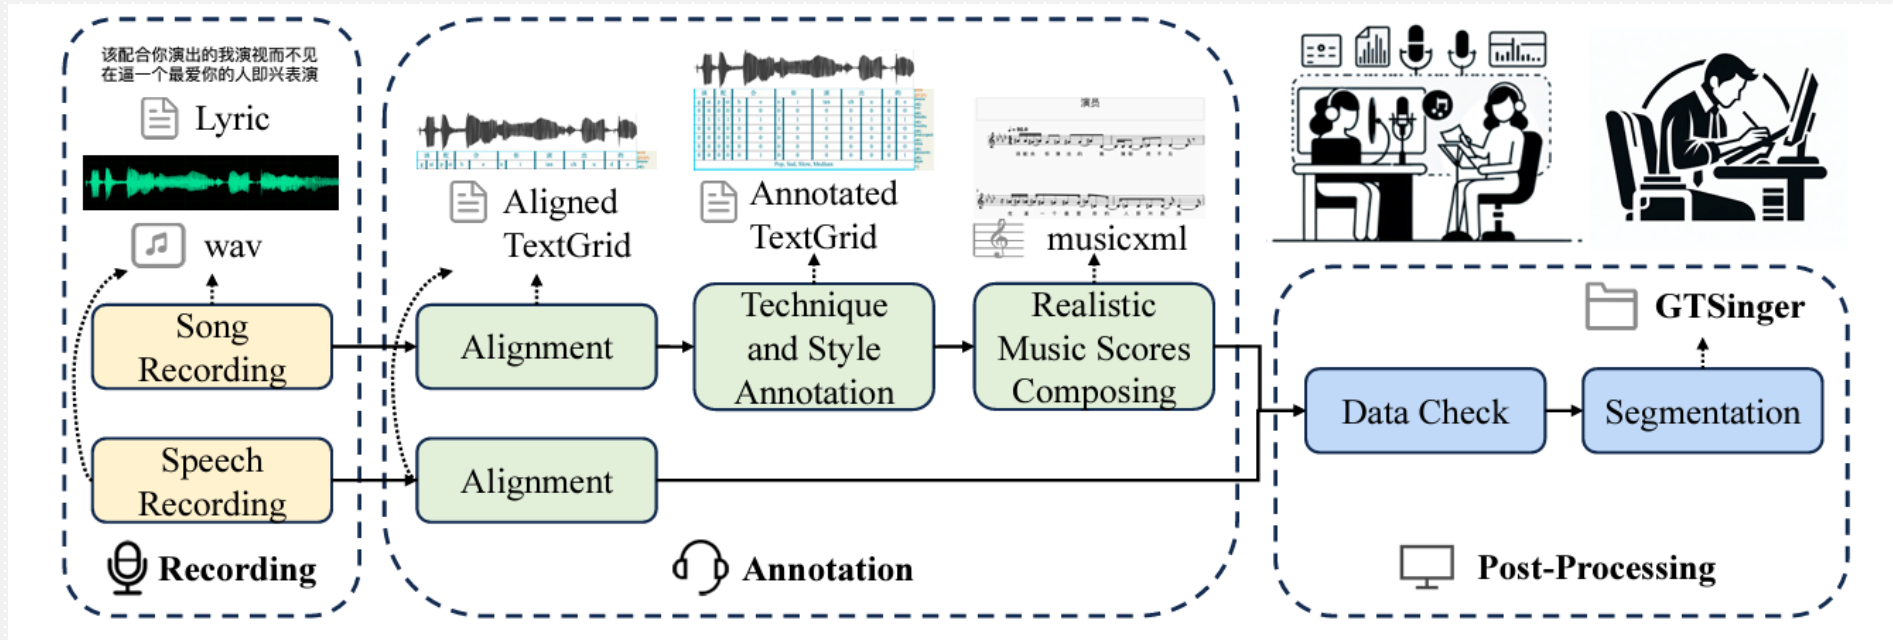 该配合你演出的我演视而不见
在逼一个最爱你的人即兴表演
Lyric
wav
Song
Recording
Speech
Recording
Recording
Aligned
TextGrid
Annotated
TextGrid
演员
musicxml
Alignment
Technique
and Style
Annotation
Realistic
Music Scores
Composing
Alignment
Annotation
GTSinger
Data Check
Segmentation
Post-Processing